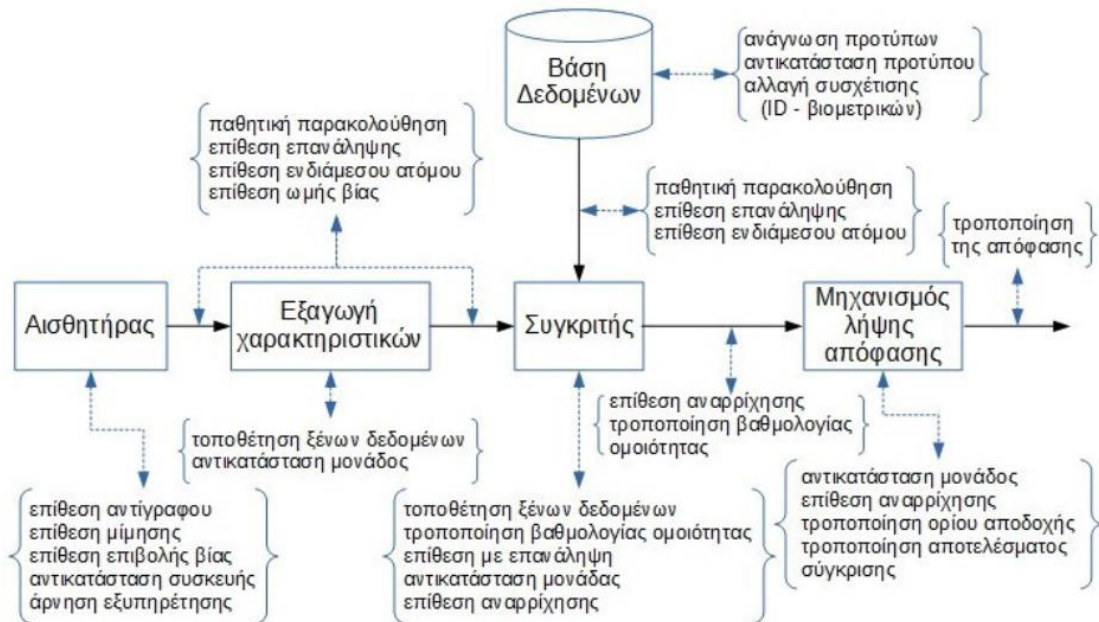 Βάση
Δεδομένων
ανάγνωση προτύπων
αντικατάσταση προτύπου
αλλαγή συσχέτισης
(ID - βιομετρικών)
παθητική παρακολούθηση
επίθεση επανάληψης
επίθεση ενδιάμεσου ατόμου
επίθεση ωμής βίας
παθητική παρακολούθηση
επίθεση επανάληψης
επίθεση ενδιάμεσου ατόμου
τροποποίηση
της απόφασης
Αισθητήρας
Εξαγωγή
χαρακτηριστικών
Συγκριτής
Μηχανισμός
λήψης
απόφασης
τοποθέτηση ξένων δεδομένων
αντικατάσταση μονάδος
επίθεση αναρρίχησης
τροποποίηση βαθμολογίας
ομοιότητας
επίθεση αντίγραφου
επίθεση μίμησης
επίθεση επιβολής βίας
αντικατάσταση συσκευής
άρνηση εξυπηρέτησης
τοποθέτηση ξένων δεδομένων
τροποποίηση βαθμολογίας ομοιότητας
επίθεση με επανάληψη
αντικατάσταση μονάδας
επίθεση αναρρίχησης
αντικατάσταση μονάδος
επίθεση αναρρίχησης
τροποποίηση ορίου αποδοχής
τροποποίηση αποτελέσματος
σύγκρισης